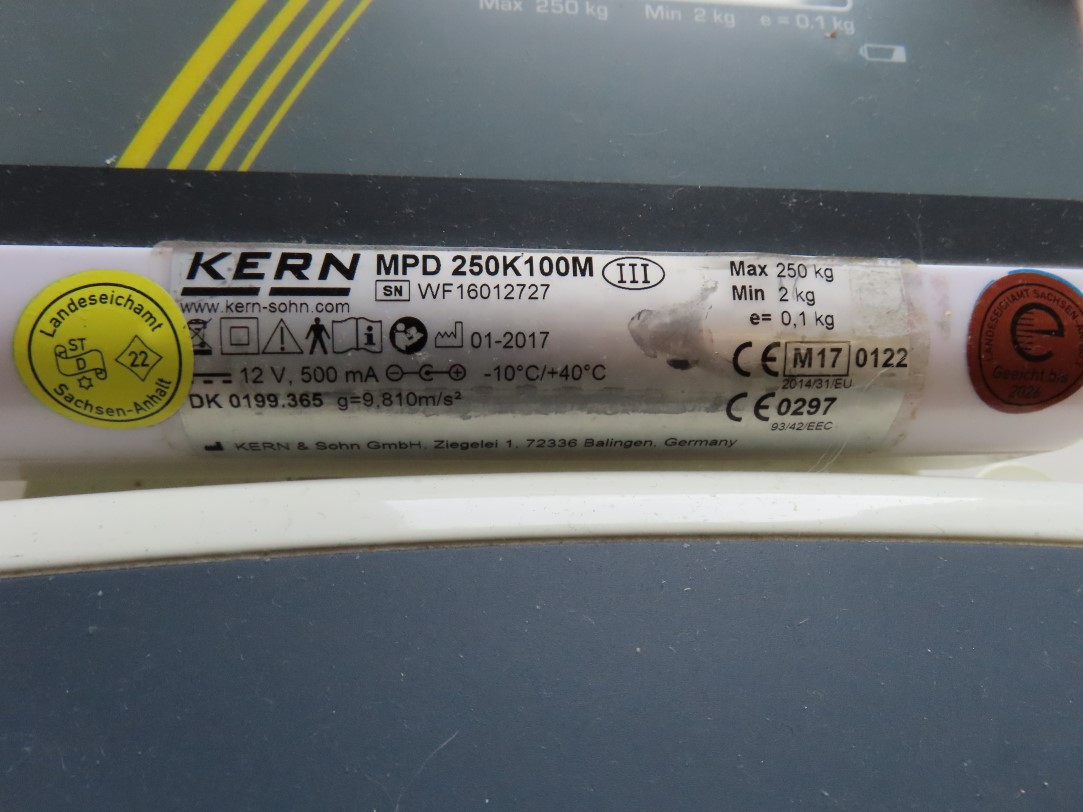 Max 250 kg Min 2 kg e = 0.1 kg
Landeseichamt
ST
D
22
Sachsen-Anhalt
KERN MPD 250K100M III
SN WF16012727
www.kern-sohn.com
01-2017
12 V, 500 mA -10°C/+40°C
DK 0199.365 g=9,810m/s²
KERN & Sohn GmbH, Ziegelei 1, 72336 Balingen, Germany
Max 250 kg
Min 2 kg
e= 0,1 kg
CE M17 0122
2014/31/EU
CE 0297
93/42/EEC
LANDESEICHAMT SACHSEN
e
Geeicht bis
2026